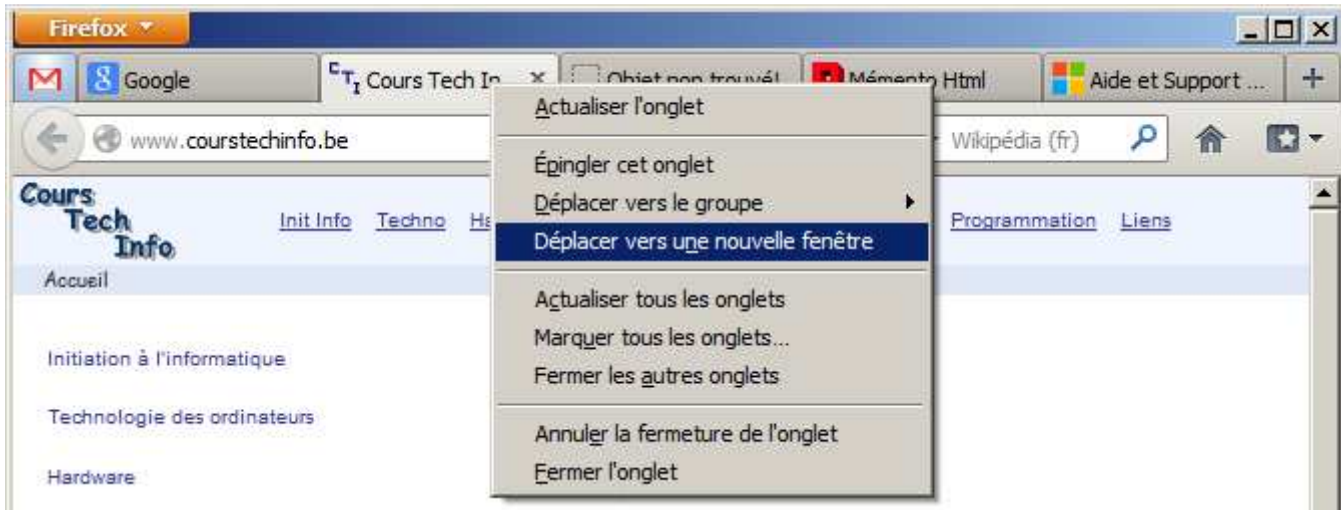 Firefox
Google
CTI Cours Tech In
Objet non trouvé!
Mémento Html
Aide et Support ...
www.courstechinfo.be
Wikipédia (fr)
Actualiser l'onglet
Épingler cet onglet
Déplacer vers le groupe
Déplacer vers une nouvelle fenêtre
Actualiser tous les onglets
Marquer tous les onglets...
Fermer les autres onglets
Annuler la fermeture de l'onglet
Fermer l'onglet
Cours
Tech
Info
Init Info Techno Ha Programmation Liens
Accueil
Initiation à l'informatique
Technologie des ordinateurs
Hardware